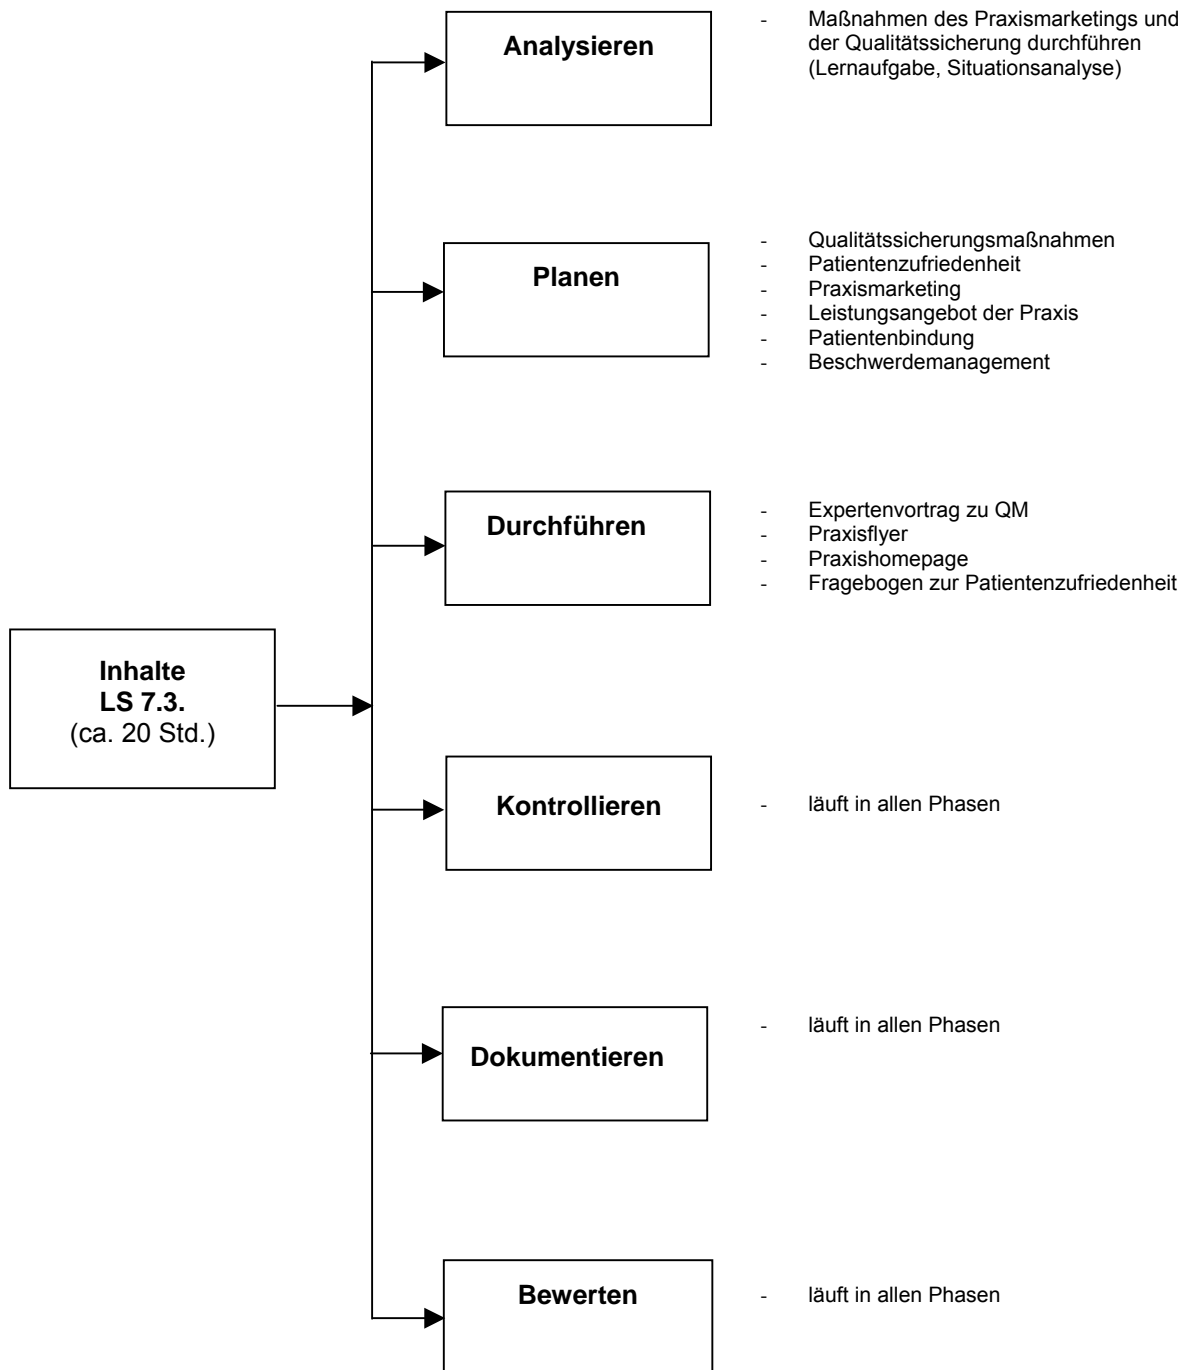 Analysieren
- Maßnahmen des Praxismarketings und
der Qualitätssicherung durchführen
(Lernaufgabe, Situationsanalyse)
Planen
- Qualitätssicherungsmaßnahmen
- Patientenzufriedenheit
- Praxismarketing
- Leistungsangebot der Praxis
- Patientenbindung
- Beschwerdemanagement
Durchführen
- Expertenvortrag zu QM
- Praxisflyer
- Praxishomepage
- Fragebogen zur Patientenzufriedenheit
Inhalte
LS 7.3.
(ca. 20 Std.)
Kontrollieren
- läuft in allen Phasen
Dokumentieren
- läuft in allen Phasen
Bewerten
- läuft in allen Phasen